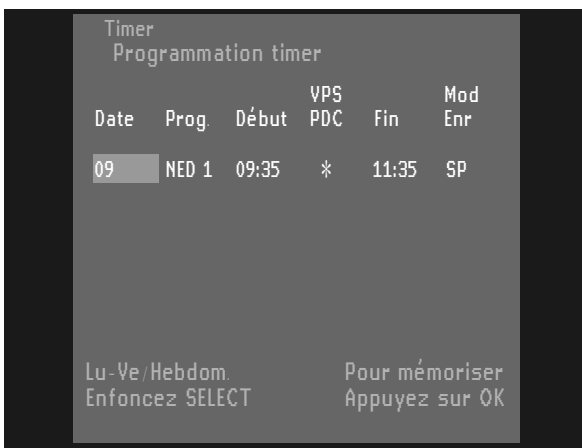 Timer
Programmation timer
VPS Mod
Date Prog. Début PDC Fin Enr
09 NED 1 09:35 * 11:35 SP
Lu-Ve/Hebdom. Pour mémoriser
Enfoncez SELECT Appuyez sur OK